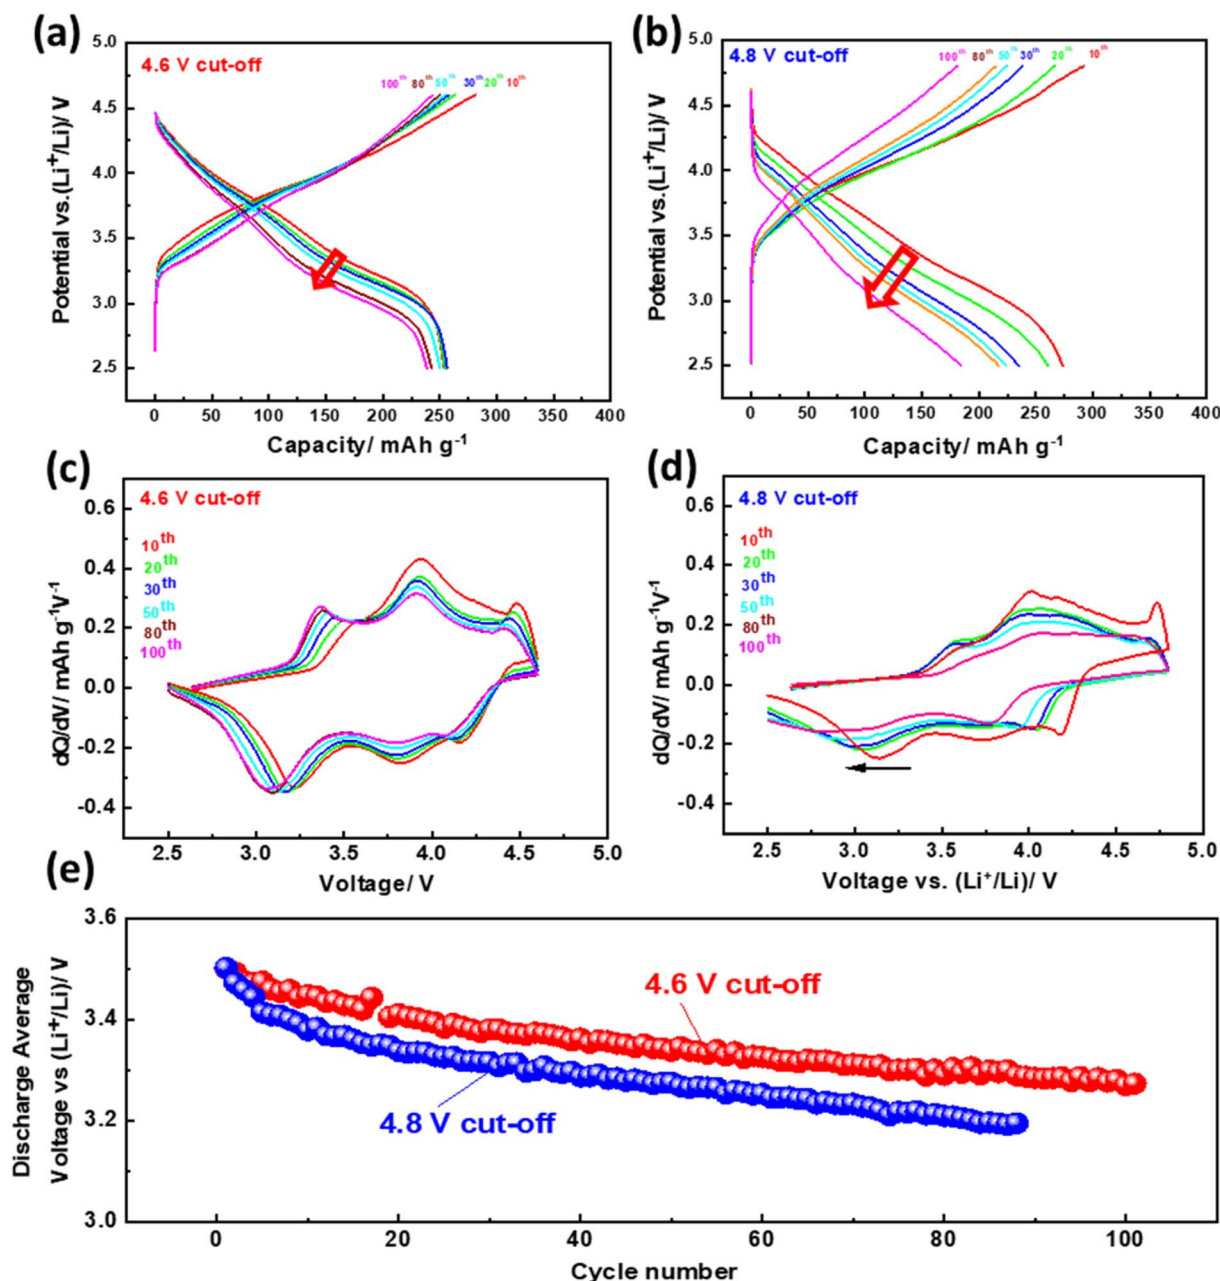 (a)
4.6 V cut-off
100th 80th 50th 30th 20th 10th
5.0
4.5
4.0
3.5
3.0
2.5
Potential vs.(Li⁺/Li)/ V
0 50 100 150 200 250 300 350 400
Capacity/ mAh g⁻¹
(b)
4.8 V cut-off
100th 80th 50th 30th 20th 10th
5.0
4.5
4.0
3.5
3.0
2.5
Potential vs.(Li⁺/Li)/ V
0 50 100 150 200 250 300 350 400
Capacity/ mAh g⁻¹
(c)
4.6 V cut-off
10th
20th
30th
50th
80th
100th
0.6
0.4
0.2
0.0
-0.2
-0.4
dQ/dV/ mAh g⁻¹V⁻¹
2.5 3.0 3.5 4.0 4.5 5.0
Voltage/ V
(d)
4.8 V cut-off
10th
20th
30th
50th
80th
100th
0.6
0.4
0.2
0.0
-0.2
-0.4
dQ/dV/ mAh g⁻¹V⁻¹
2.5 3.0 3.5 4.0 4.5 5.0
Voltage vs. (Li⁺/Li)/ V
(e)
3.6
3.4
3.2
3.0
Discharge Average
Voltage vs (Li⁺/Li)/ V
4.6 V cut-off
4.8 V cut-off
0 20 40 60 80 100
Cycle number